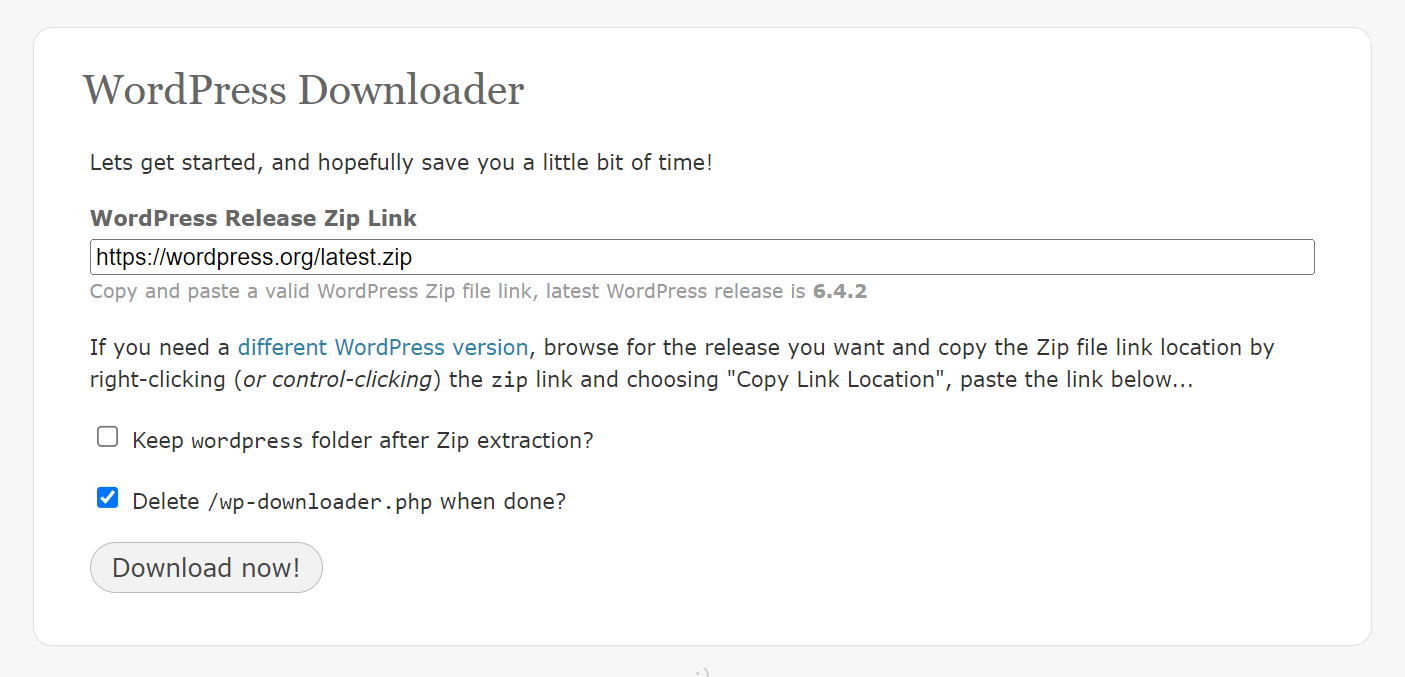 WordPress Downloader
Lets get started, and hopefully save you a little bit of time!
WordPress Release Zip Link
https://wordpress.org/latest.zip
Copy and paste a valid WordPress Zip file link, latest WordPress release is 6.4.2
If you need a different WordPress version, browse for the release you want and copy the Zip file link location by
right-clicking (or control-clicking) the zip link and choosing "Copy Link Location", paste the link below...
Keep wordpress folder after Zip extraction?
Delete /wp-downloader.php when done?
Download now!
:)